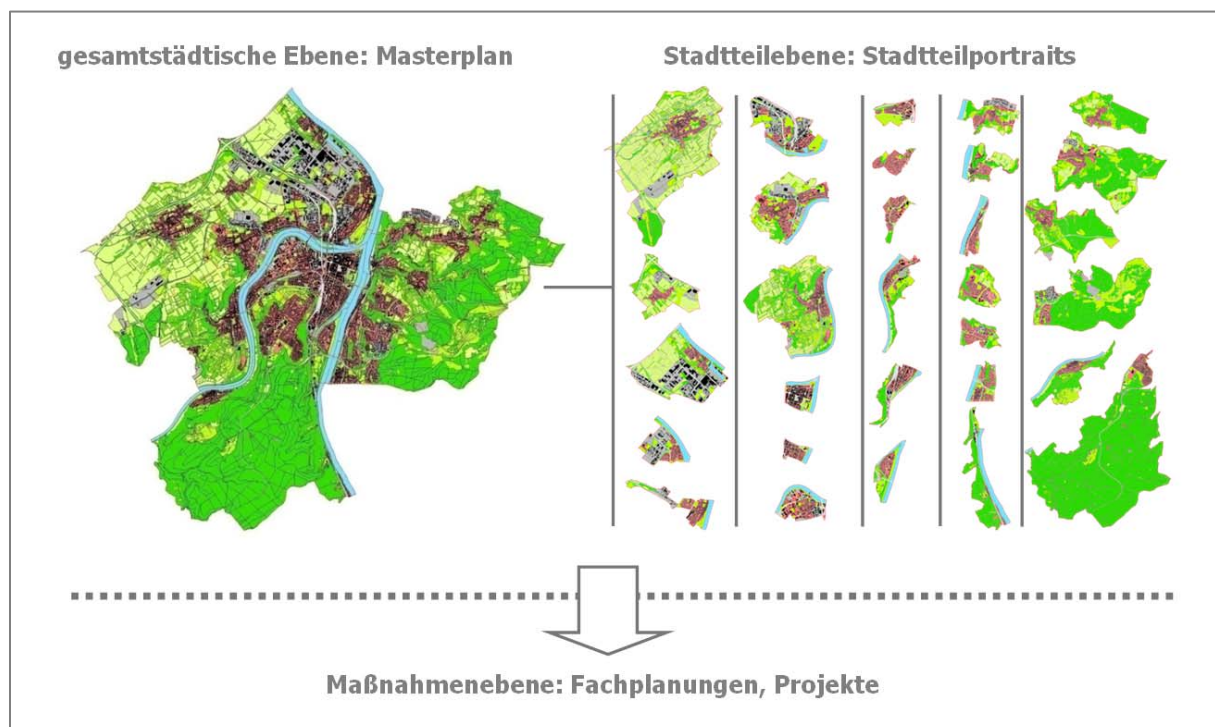 gesamtstädtische Ebene: Masterplan
Stadtteilebene: Stadtteilportraits
Maßnahmenebene: Fachplanungen, Projekte